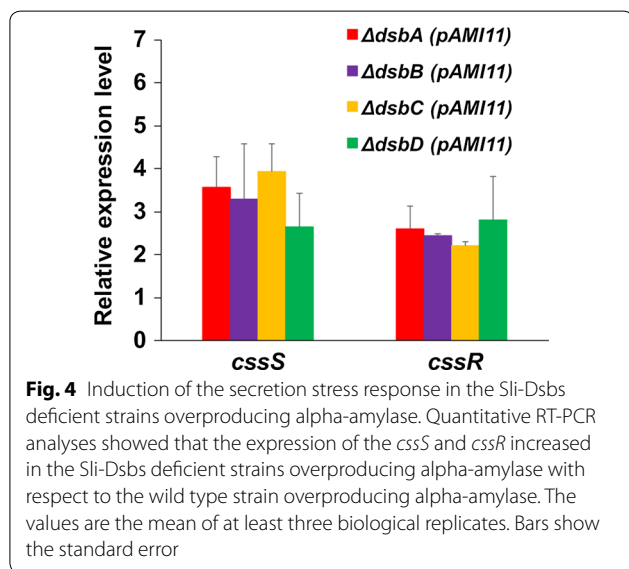 7
6
5
4
3
2
1
0
Relative expression level
ΔdsbA (pAMI11)
ΔdsbB (pAMI11)
ΔdsbC (pAMI11)
ΔdsbD (pAMI11)
cssS
cssR
Fig. 4 Induction of the secretion stress response in the Sli-Dsbs
deficient strains overproducing alpha-amylase. Quantitative RT-PCR
analyses showed that the expression of the cssS and cssR increased
in the Sli-Dsbs deficient strains overproducing alpha-amylase with
respect to the wild type strain overproducing alpha-amylase. The
values are the mean of at least three biological replicates. Bars show
the standard error